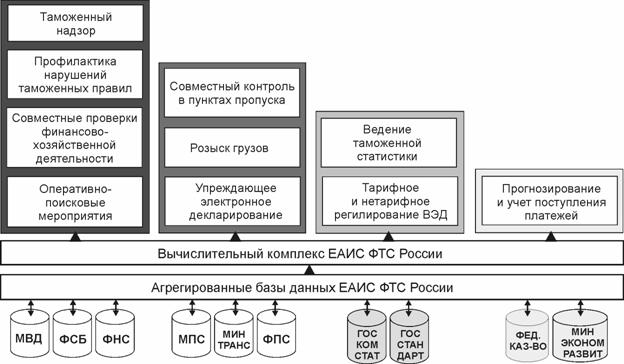 Таможенный
надзор
Профилактика
нарушений
таможенных правил
Совместные проверки
финансово-
хозяйственной
деятельности
Оперативно-
поисковые
мероприятия
Совместный контроль
в пунктах пропуска
Розыск грузов
Упреждающее
электронное
декларирование
Ведение
таможенной
статистики
Тарифное
и нетарифное
регилирование ВЭД
Прогнозирование
и учет поступления
платежей
Вычислительный комплекс ЕАИС ФТС России
Агрегированные базы данных ЕАИС ФТС России
МВД
ФСБ
ФНС
МПС
МИН
ТРАНС
ФПС
ГОС
КОМ
СТАТ
ГОС
СТАН
ДАРТ
ФЕД.
КАЗ-ВО
МИН
ЭКОНОМ
РАЗВИТ